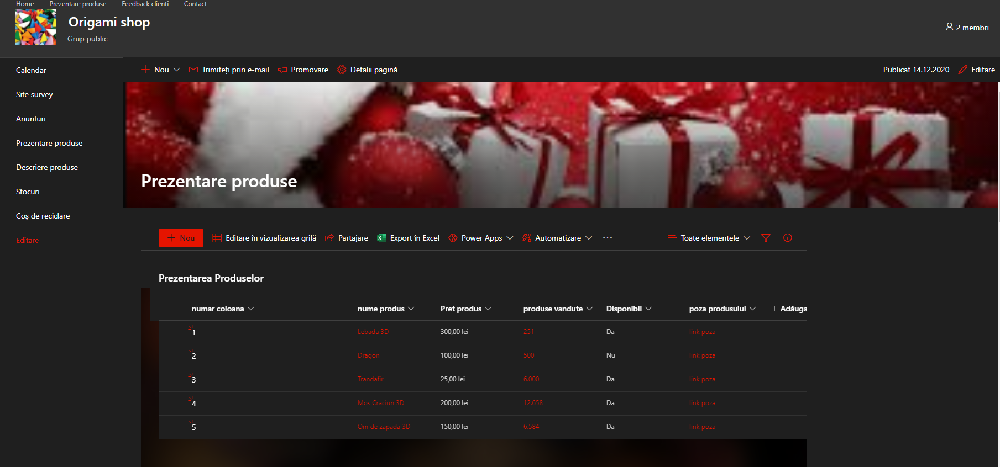 Home Prezentare produse Feedback clienti Contact
Origami shop
Grup public
2 membri
Calendar
Site survey
Anunturi
Prezentare produse
Descriere produse
Stocuri
Coș de reciclare
Editare
Nou Trimiteți prin e-mail Promovare Detalii pagină Publicat 14.12.2020 Editare
Prezentare produse
Nou Editare în vizualizarea grilă Partajare Export în Excel Power Apps Automatizare ... Toate elementele
Prezentarea Produselor
numar coloana nume produs Pret produs produse vandute Disponibil poza produsului + Adăuga
1 Lebada 3D 300,00 lei 251 Da link poza
2 Dragon 100,00 lei 500 Nu link poza
3 Trandafir 25,00 lei 6.000 Da link poza
4 Mos Craciun 3D 200,00 lei 12.658 Da link poza
5 Om de zapada 3D 150,00 lei 6.584 Da link poza